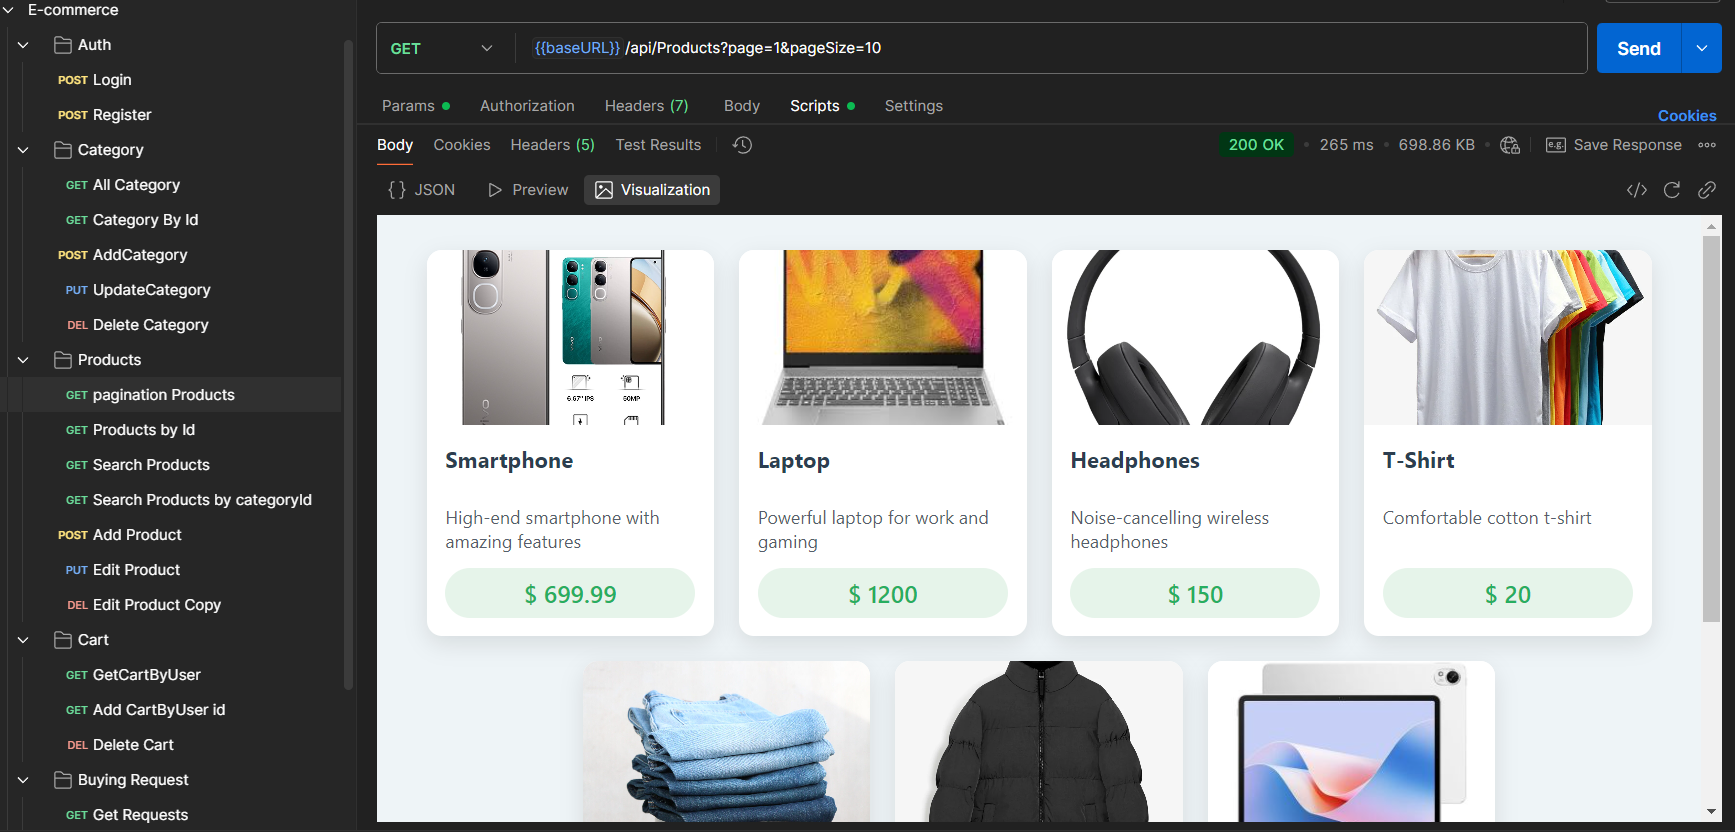 E-commerce
Auth
POST Login
POST Register
Category
GET All Category
GET Category By Id
POST AddCategory
PUT UpdateCategory
DEL Delete Category
Products
GET pagination Products
GET Products by Id
GET Search Products
GET Search Products by categoryId
POST Add Product
PUT Edit Product
DEL Edit Product Copy
Cart
GET GetCartByUser
GET Add CartByUser id
DEL Delete Cart
Buying Request
GET Get Requests
GET {{baseURL}} /api/Products?page=1&pageSize=10
Send
Params Authorization Headers (7) Body Scripts Settings
Cookies
Body Cookies Headers (5) Test Results
200 OK 265 ms 698.86 KB e.g. Save Response
{} JSON Preview Visualization
6.67" IPS 50MP
Smartphone
High-end smartphone with
amazing features
$ 699.99
Laptop
Powerful laptop for work and
gaming
$ 1200
Headphones
Noise-cancelling wireless
headphones
$ 150
T-Shirt
Comfortable cotton t-shirt
$ 20